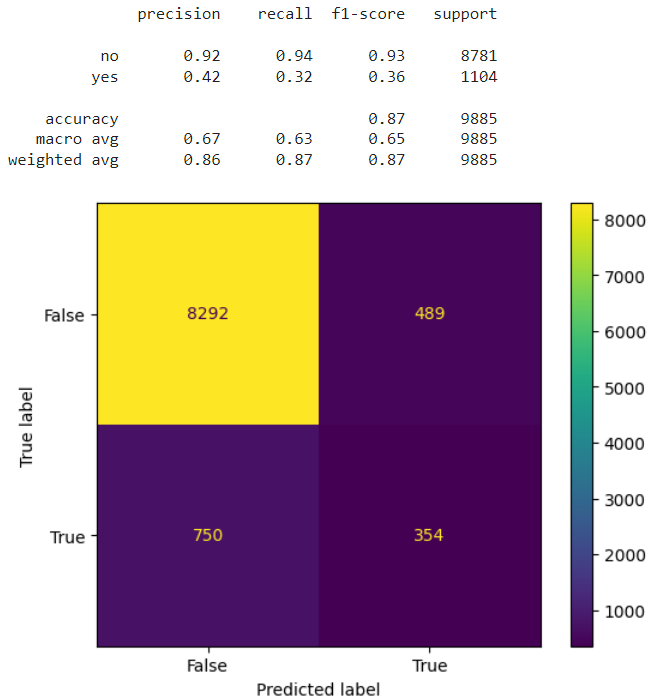 precision recall f1-score support
no 0.92 0.94 0.93 8781
yes 0.42 0.32 0.36 1104
accuracy 0.87 9885
macro avg 0.67 0.63 0.65 9885
weighted avg 0.86 0.87 0.87 9885
8000
7000
6000
5000
4000
3000
2000
1000
True label
False
8292 489
True
750 354
False True
Predicted label